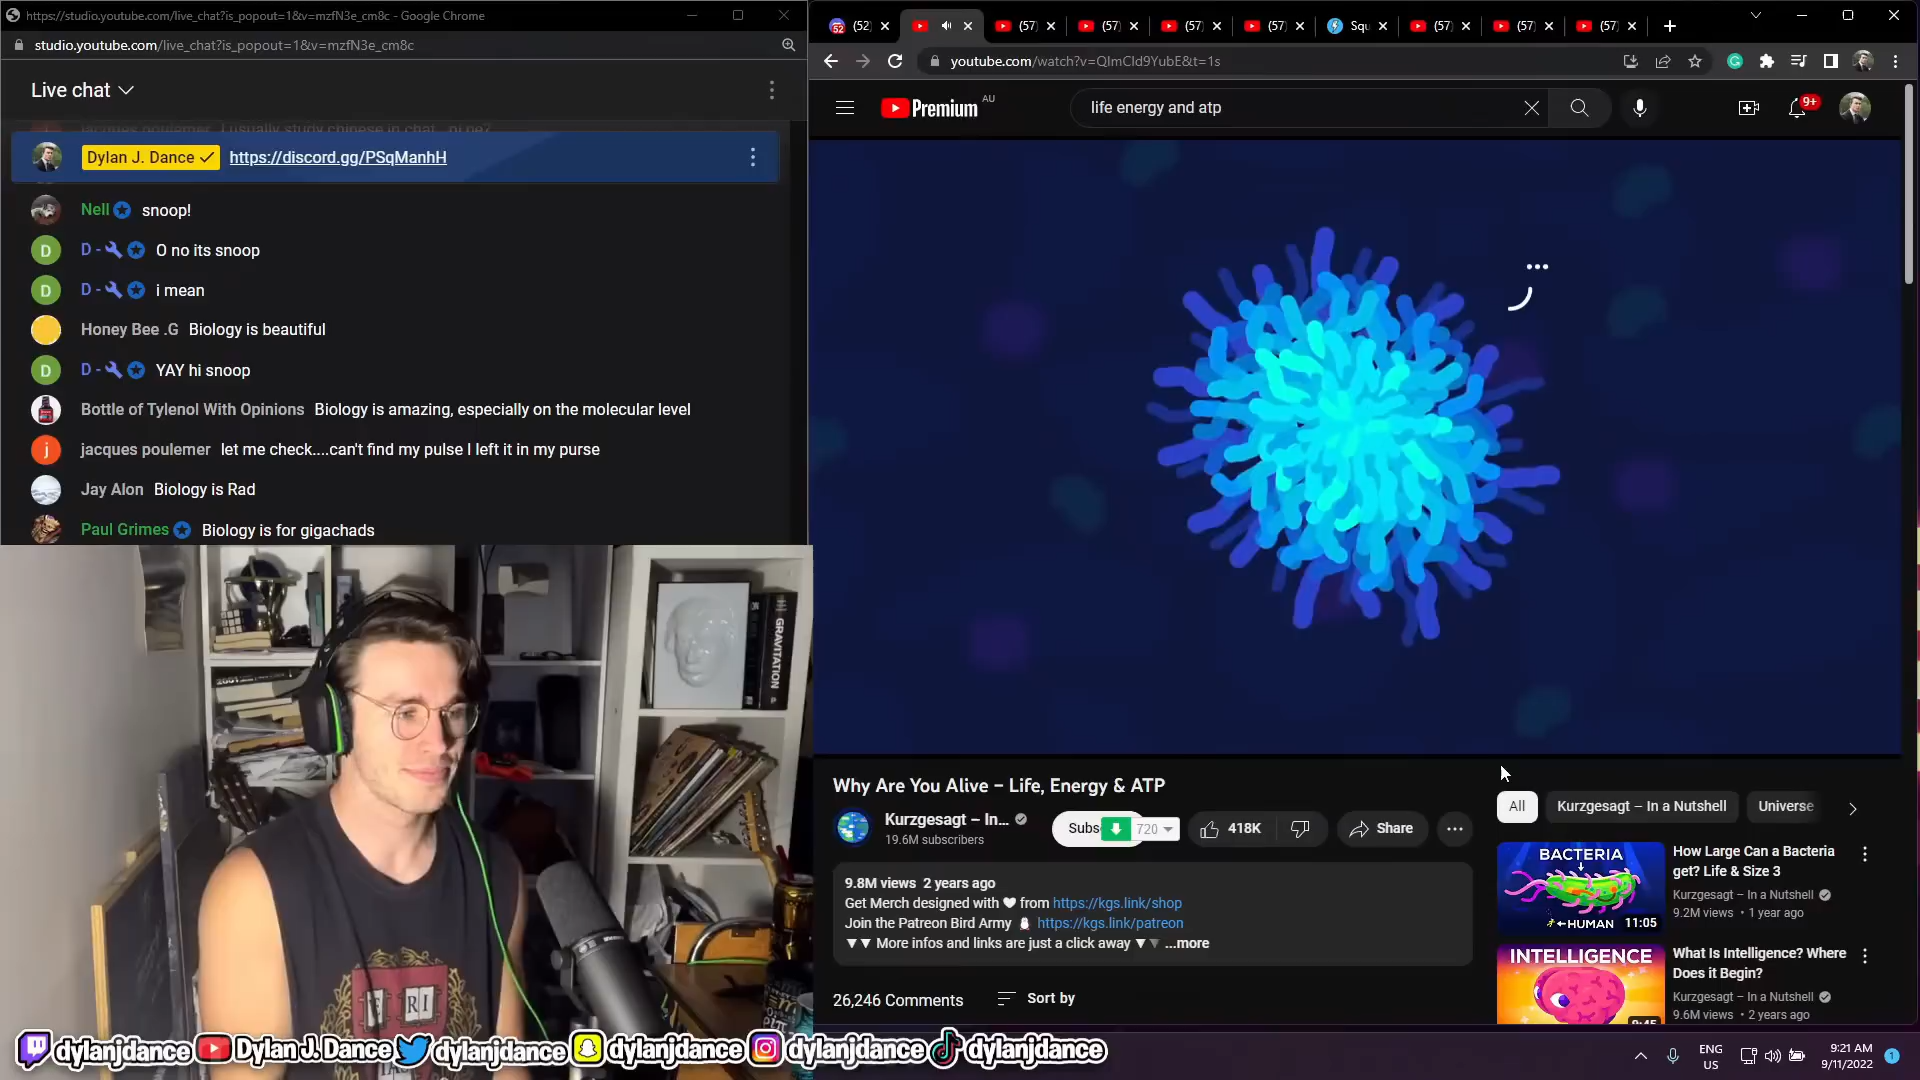 https://studio.youtube.com/live_chat?is_popout=1&v=mzfN3e_cm8c - Google Chrome
studio.youtube.com/live_chat?is_popout=1&v=mzfN3e_cm8c
Live chat
Dylan J. Dance https://discord.gg/PSqManhH
Nell snoop!
D - O no its snoop
D - i mean
Honey Bee .G Biology is beautiful
D - YAY hi snoop
Bottle of Tylenol With Opinions Biology is amazing, especially on the molecular level
jacques poulemer let me check....can't find my pulse I left it in my purse
Jay Alon Biology is Rad
Paul Grimes Biology is for gigachads
GRAVITATION
(52) (57) (57) (57) (57) Squ (57) (57) (57)
youtube.com/watch?v=QImCld9YubE&t=1s
Premium AU
life energy and atp
9+
Why Are You Alive – Life, Energy & ATP
Kurzgesagt – In...
19.6M subscribers
Subs 720
418K
Share
9.8M views 2 years ago
Get Merch designed with ❤ from https://kgs.link/shop
Join the Patreon Bird Army https://kgs.link/patreon
▼▼ More infos and links are just a click away ▼▼ ...more
26,246 Comments
Sort by
All
Kurzgesagt – In a Nutshell
Universe
BACTERIA
←HUMAN
11:05
How Large Can a Bacteria
get? Life & Size 3
Kurzgesagt – In a Nutshell
9.2M views • 1 year ago
INTELLIGENCE
What Is Intelligence? Where
Does it Begin?
Kurzgesagt – In a Nutshell
9.6M views • 2 years ago
dylanjdance Dylan J. Dance dylanjdance dylanjdance dylanjdance dylanjdance
ENG
US
9:21 AM
9/11/2022
1